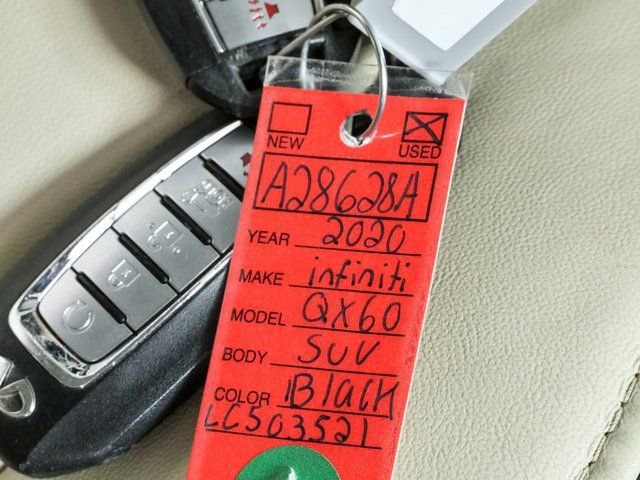 NEW USED
A28628A
YEAR 2020
MAKE infiniti
MODEL QX60
BODY SUV
COLOR Black
LC503521